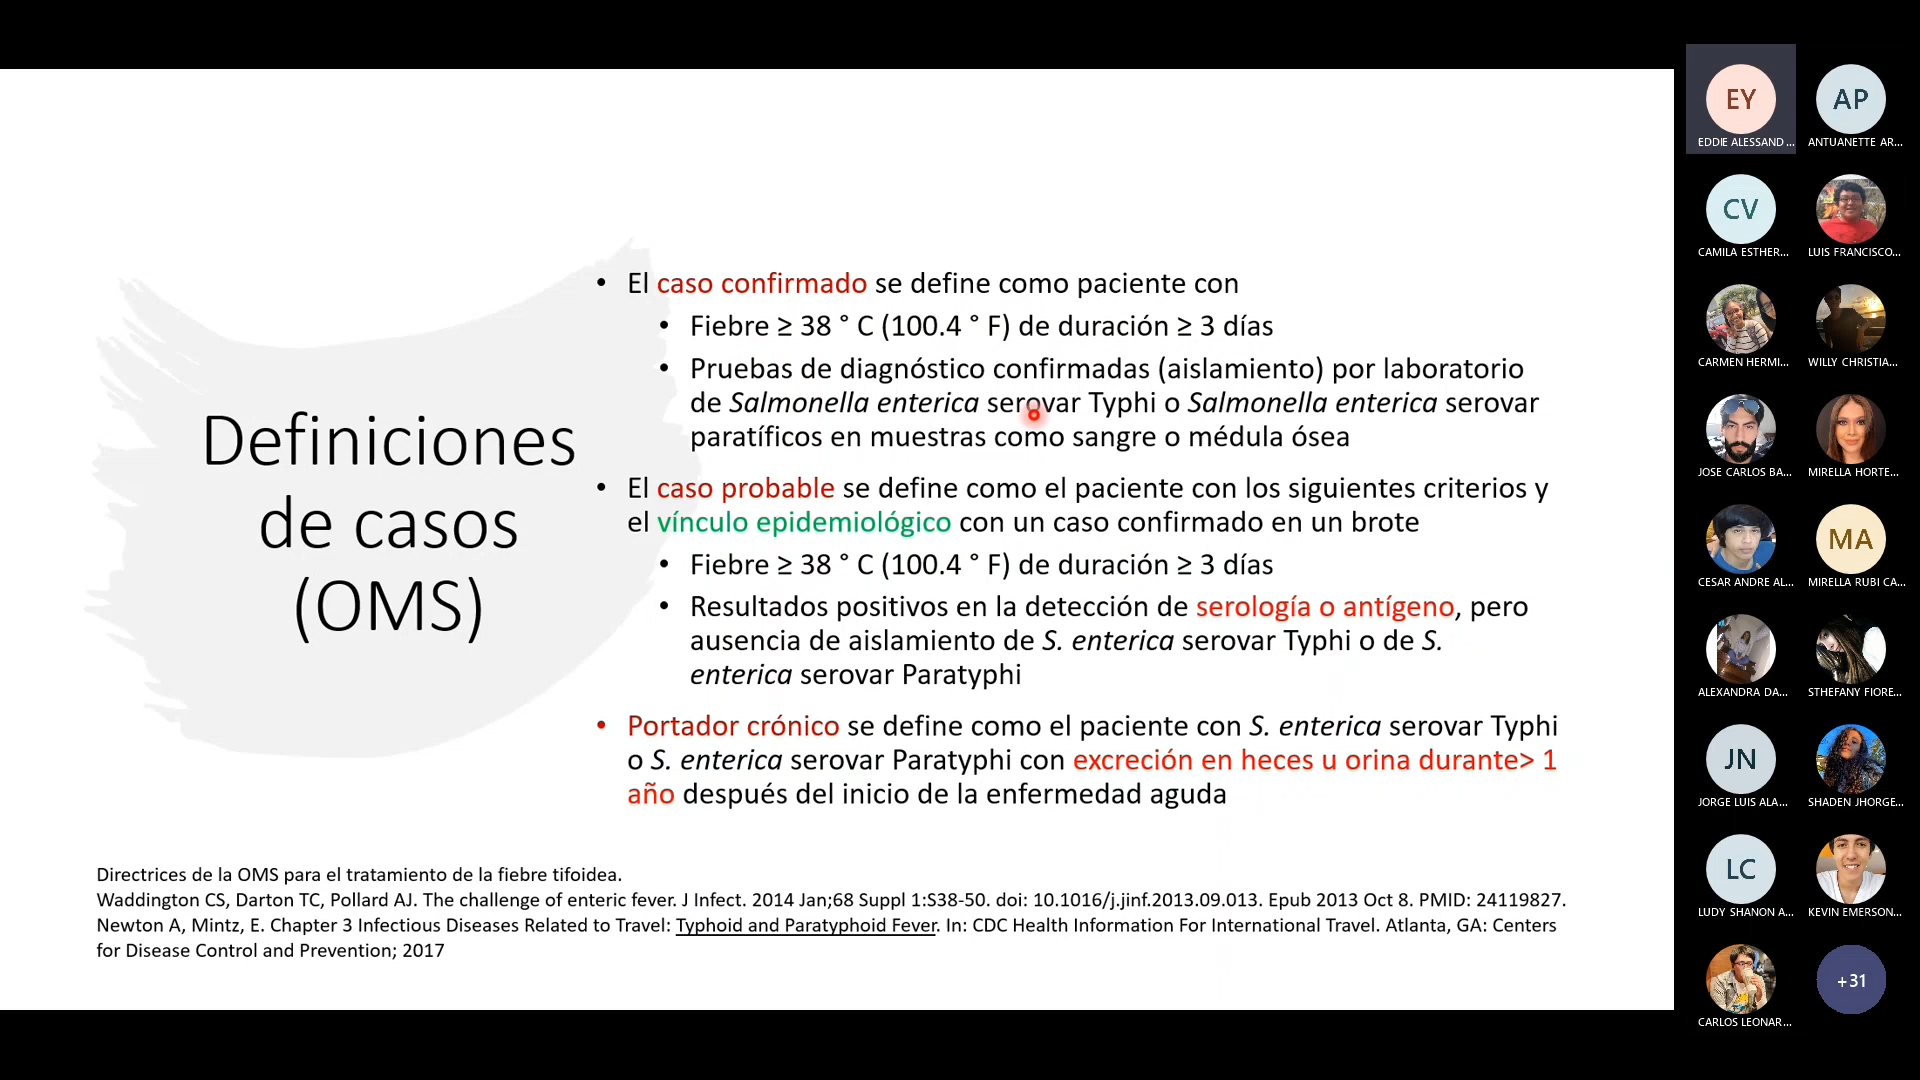 Definiciones
de casos
(OMS)
• El caso confirmado se define como paciente con
• Fiebre ≥ 38 ° C (100.4 ° F) de duración ≥ 3 días
• Pruebas de diagnóstico confirmadas (aislamiento) por laboratorio
de Salmonella enterica serovar Typhi o Salmonella enterica serovar
paratíficos en muestras como sangre o médula ósea
• El caso probable se define como el paciente con los siguientes criterios y
el vínculo epidemiológico con un caso confirmado en un brote
• Fiebre ≥ 38 ° C (100.4 ° F) de duración ≥ 3 días
• Resultados positivos en la detección de serología o antígeno, pero
ausencia de aislamiento de S. enterica serovar Typhi o de S.
enterica serovar Paratyphi
• Portador crónico se define como el paciente con S. enterica serovar Typhi
o S. enterica serovar Paratyphi con excreción en heces u orina durante> 1
año después del inicio de la enfermedad aguda
Directrices de la OMS para el tratamiento de la fiebre tifoidea.
Waddington CS, Darton TC, Pollard AJ. The challenge of enteric fever. J Infect. 2014 Jan;68 Suppl 1:S38-50. doi: 10.1016/j.jinf.2013.09.013. Epub 2013 Oct 8. PMID: 24119827.
Newton A, Mintz, E. Chapter 3 Infectious Diseases Related to Travel: Typhoid and Paratyphoid Fever. In: CDC Health Information For International Travel. Atlanta, GA: Centers
for Disease Control and Prevention; 2017
EY AP
EDDIE ALESSAND... ANTUANETTE AR...
CV
CAMILA ESTHER... LUIS FRANCISCO...
CARMEN HERMI... WILLY CHRISTIA...
JOSE CARLOS BA... MIRELLA HORTE...
MA
CESAR ANDRE AL... MIRELLA RUBI CA...
ALEXANDRA DA... STHEFANY FIORE...
JN
JORGE LUIS ALA... SHADEN JHORGE...
LC
LUDY SHANON A... KEVIN EMERSON...
+31
CARLOS LEONAR...